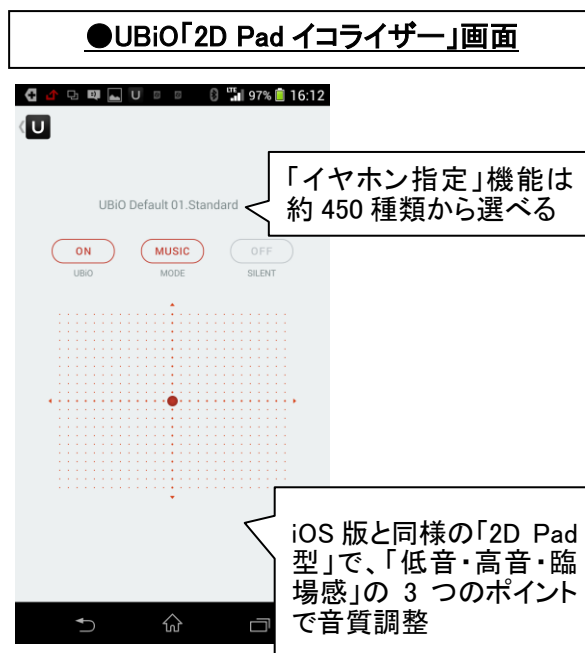 ●UBiO「2D Pad イコライザー」画面
LTE 97% 16:12
U
「イヤホン指定」機能は
約 450 種類から選べる
UBiO Default 01.Standard
ON MUSIC OFF
UBiO MODE SILENT
iOS 版と同様の「2D Pad
型」で、「低音・高音・臨
場感」の 3 つのポイント
で音質調整